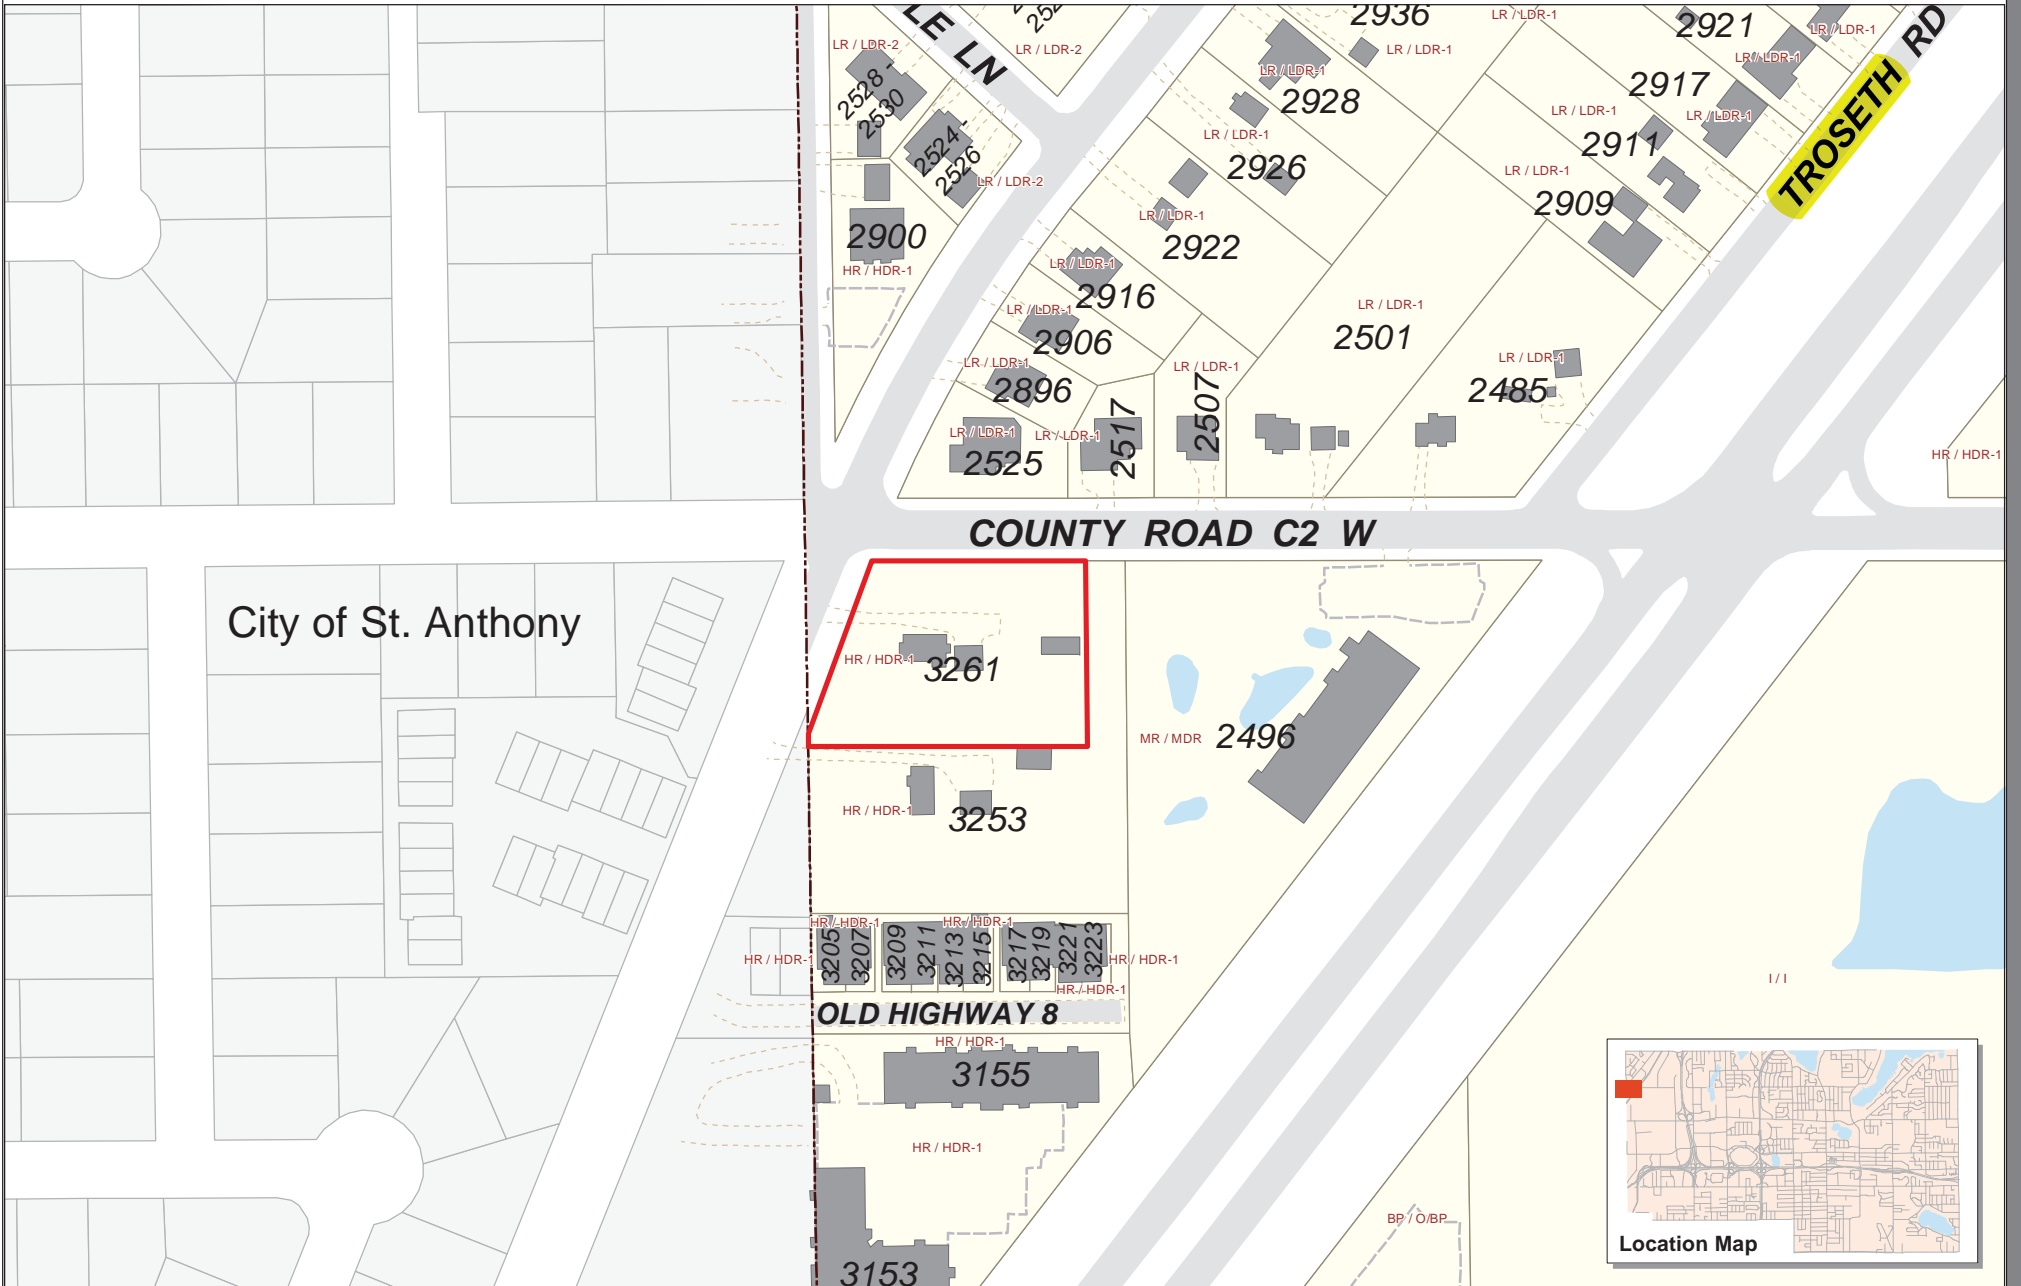 LE LN
2936
LR / LDR-1
2921
LR / LDR-1
RD
LR / LDR-2
LR / LDR-2
LR / LDR-1
LR / LDR-1
2528 -
2530
LR / LDR-1
2928
2917
TROSETH
LR / LDR-1
LR / LDR-1
2524 -
2526
LR / LDR-1
2926
2911
LR / LDR-2
LR / LDR-1
2909
LR / LDR-1
2900
2922
HR / HDR-1
LR / LDR-1
2916
LR / LDR-1
LR / LDR-1
2906
2501
LR / LDR-1
LR / LDR-1
LR / LDR-1
2896
2507
2485
LR / LDR-1
LR / LDR-1
2517
2525
HR / HDR-1
COUNTY ROAD C2 W
City of St. Anthony
HR / HDR-1
3261
MR / MDR
2496
HR / HDR-1
3253
HR / HDR-1
HR / HDR-1
3205
3207
3209
3211
3213
3215
3217
3219
3221
3223
HR / HDR-1
HR / HDR-1
HR / HDR-1
I / I
OLD HIGHWAY 8
HR / HDR-1
3155
HR / HDR-1
BP / O/BP
3153
Location Map